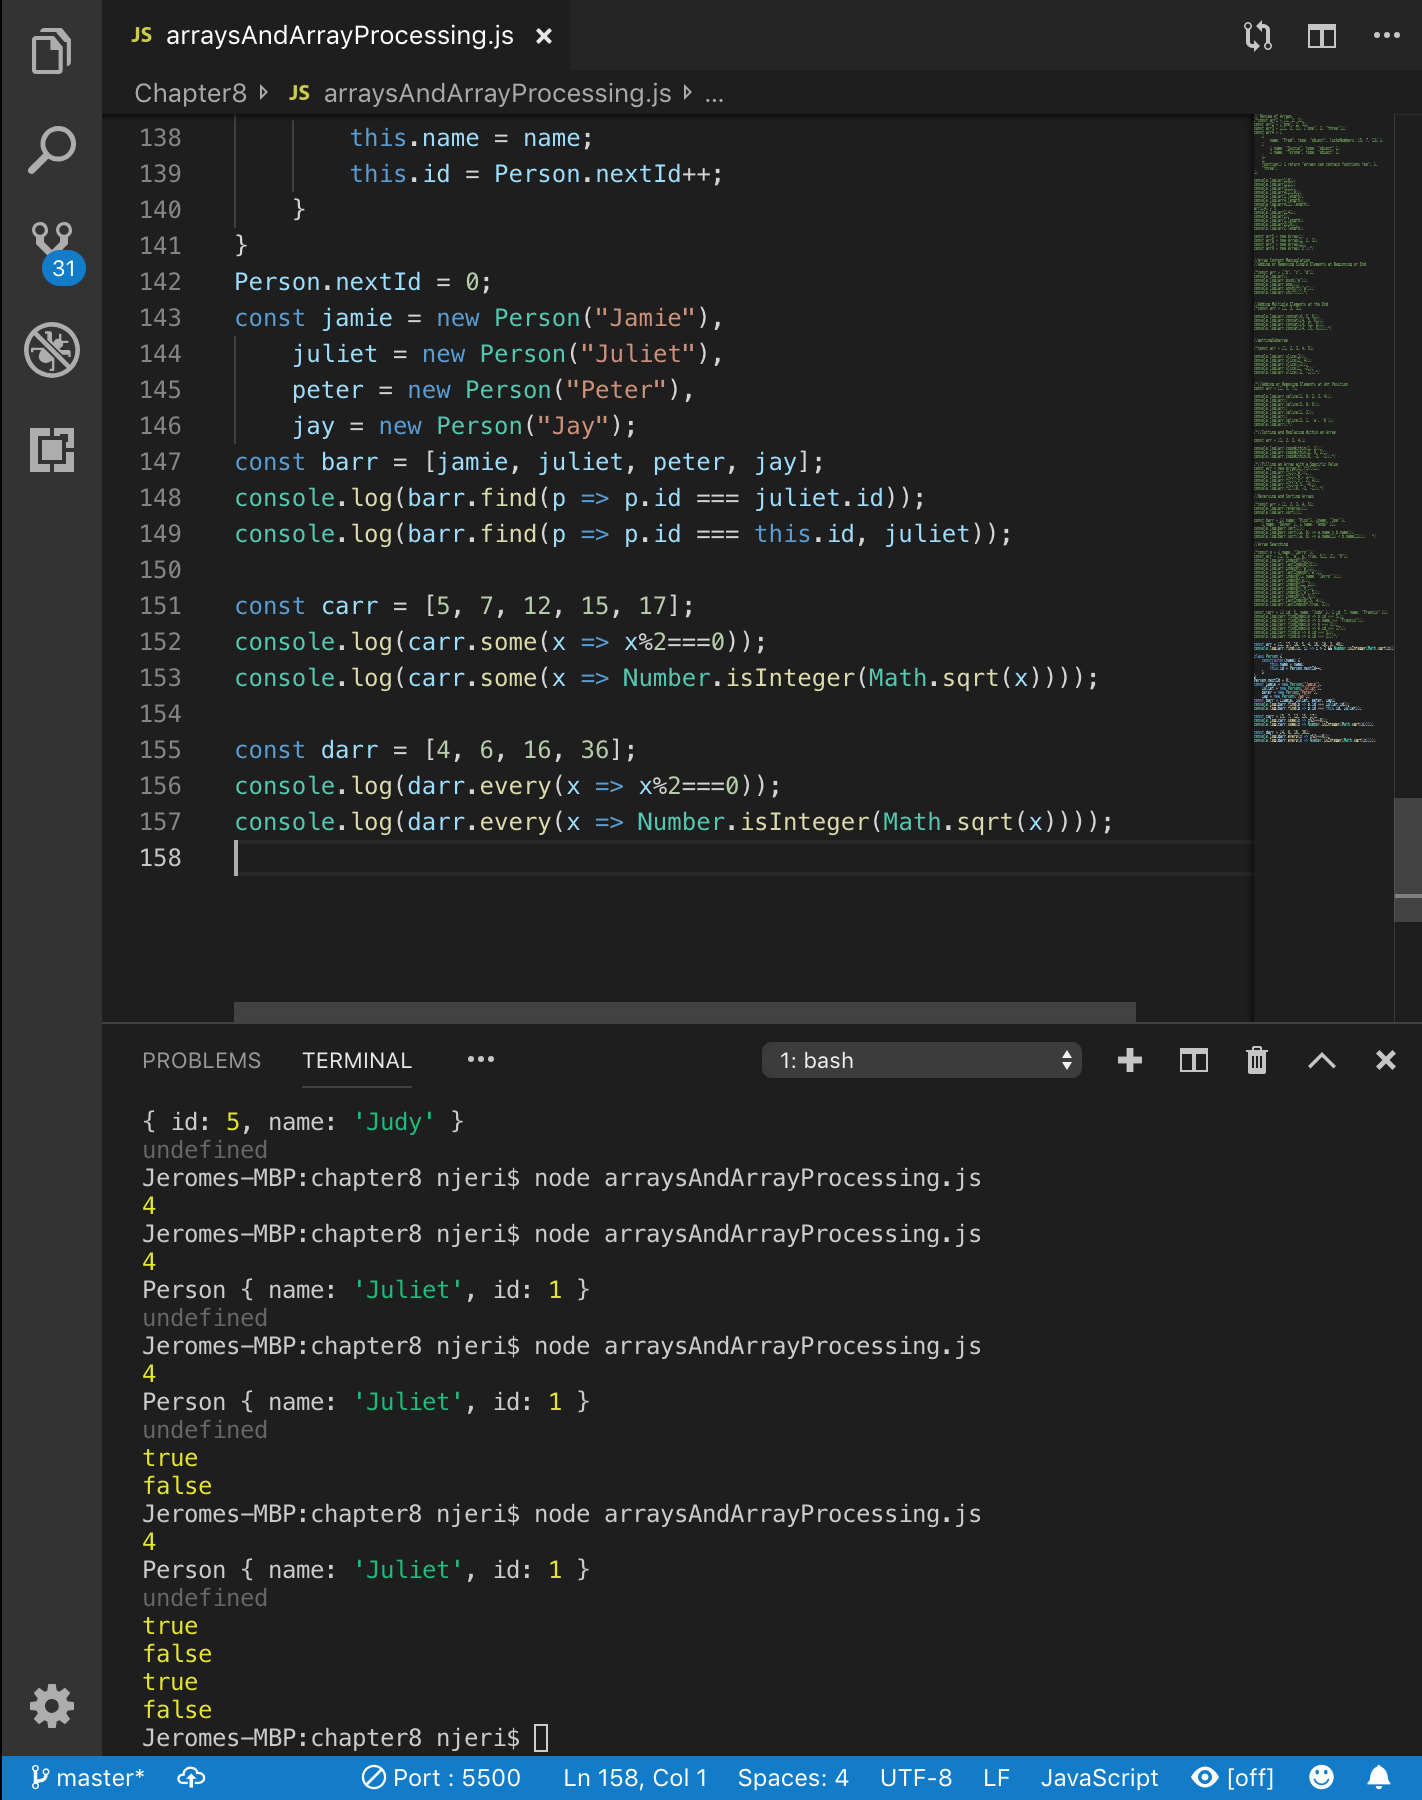 JS arraysAndArrayProcessing.js
Chapter8 JS arraysAndArrayProcessing.js ...
31
138 this.name = name;
139 this.id = Person.nextId++;
140 }
141 }
142 Person.nextId = 0;
143 const jamie = new Person("Jamie"),
144 juliet = new Person("Juliet"),
145 peter = new Person("Peter"),
146 jay = new Person("Jay");
147 const barr = [jamie, juliet, peter, jay];
148 console.log(barr.find(p => p.id === juliet.id));
149 console.log(barr.find(p => p.id === this.id, juliet));
150
151 const carr = [5, 7, 12, 15, 17];
152 console.log(carr.some(x => x%2===0));
153 console.log(carr.some(x => Number.isInteger(Math.sqrt(x))));
154
155 const darr = [4, 6, 16, 36];
156 console.log(darr.every(x => x%2===0));
157 console.log(darr.every(x => Number.isInteger(Math.sqrt(x))));
158
PROBLEMS TERMINAL ••• 1: bash
{ id: 5, name: 'Judy' }
undefined
Jeromes-MBP:chapter8 njeri$ node arraysAndArrayProcessing.js
4
Jeromes-MBP:chapter8 njeri$ node arraysAndArrayProcessing.js
4
Person { name: 'Juliet', id: 1 }
undefined
Jeromes-MBP:chapter8 njeri$ node arraysAndArrayProcessing.js
4
Person { name: 'Juliet', id: 1 }
undefined
true
false
Jeromes-MBP:chapter8 njeri$ node arraysAndArrayProcessing.js
4
Person { name: 'Juliet', id: 1 }
undefined
true
false
true
false
Jeromes-MBP:chapter8 njeri$
master* Port : 5500 Ln 158, Col 1 Spaces: 4 UTF-8 LF JavaScript [off]